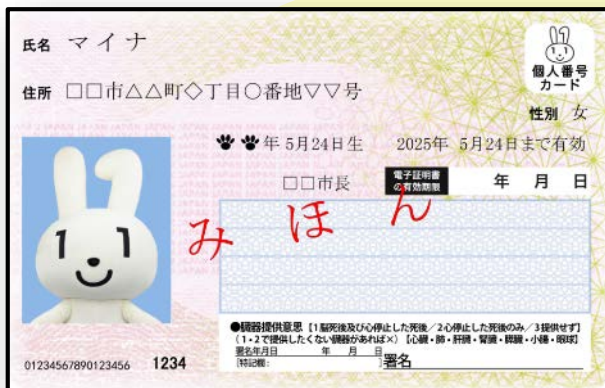 氏名 マイナ
個人番号
カード
住所 □□市△△町◇丁目○番地▽▽号
性別 女
年 5月24日生 2025年 5月24日まで有効
□□市長 電子証明書の有効期限 年 月 日
みほん
●臓器提供意思【1脳死後及び心停止した死後/2心停止した死後のみ/3提供せず】
(1・2で提供したくない臓器があれば×)【心臓・肺・肝臓・腎臓・膵臓・小腸・眼球】
署名年月日 年 月 日
[特記欄: ]署名
01234567890123456 1234